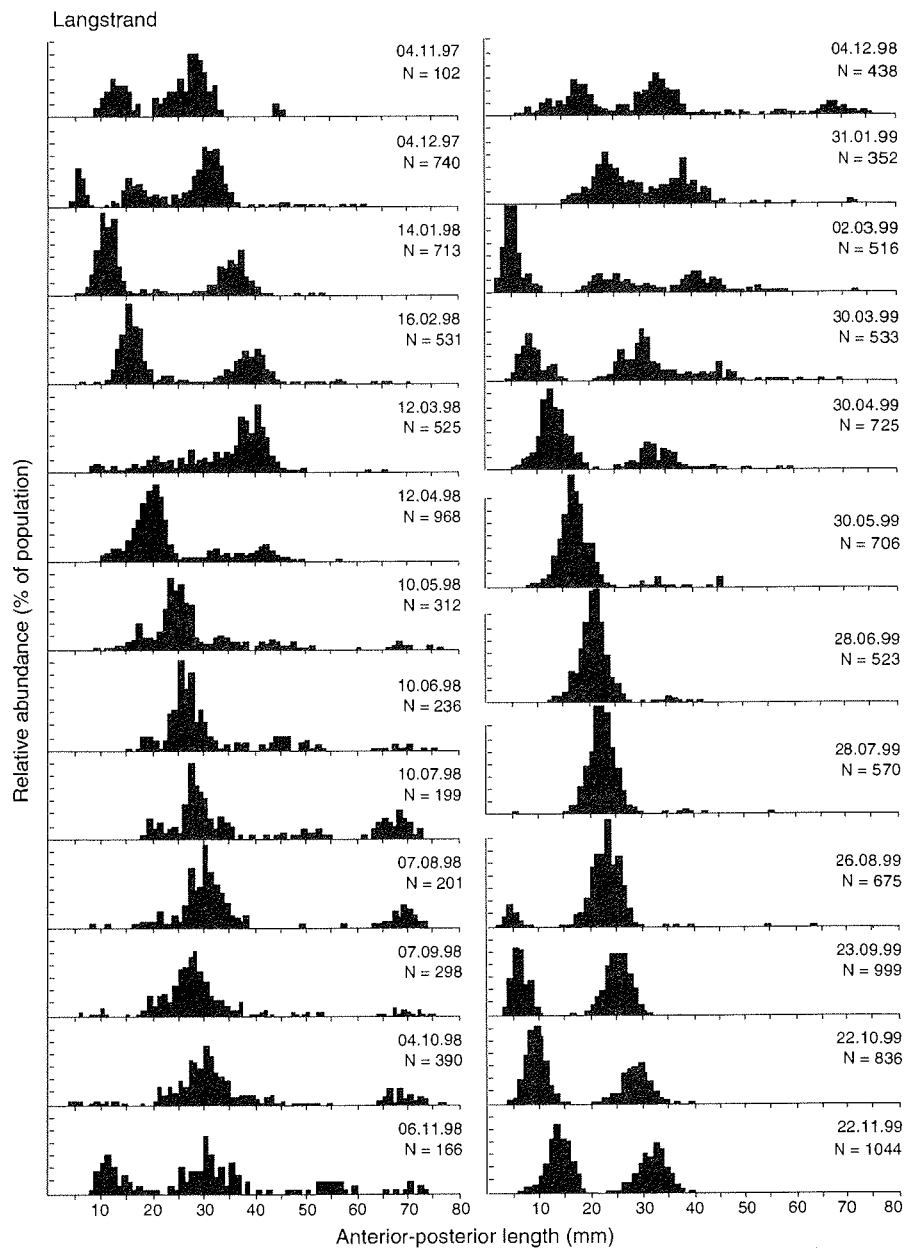 Langstrand
04.11.97
N = 102
04.12.97
N = 740
14.01.98
N = 713
16.02.98
N = 531
12.03.98
N = 525
12.04.98
N = 968
10.05.98
N = 312
10.06.98
N = 236
10.07.98
N = 199
07.08.98
N = 201
07.09.98
N = 298
04.10.98
N = 390
06.11.98
N = 166
10 20 30 40 50 60 70 80
04.12.98
N = 438
31.01.99
N = 352
02.03.99
N = 516
30.03.99
N = 533
30.04.99
N = 725
30.05.99
N = 706
28.06.99
N = 523
28.07.99
N = 570
26.08.99
N = 675
23.09.99
N = 999
22.10.99
N = 836
22.11.99
N = 1044
10 20 30 40 50 60 70 80
Relative abundance (% of population)
Anterior-posterior length (mm)